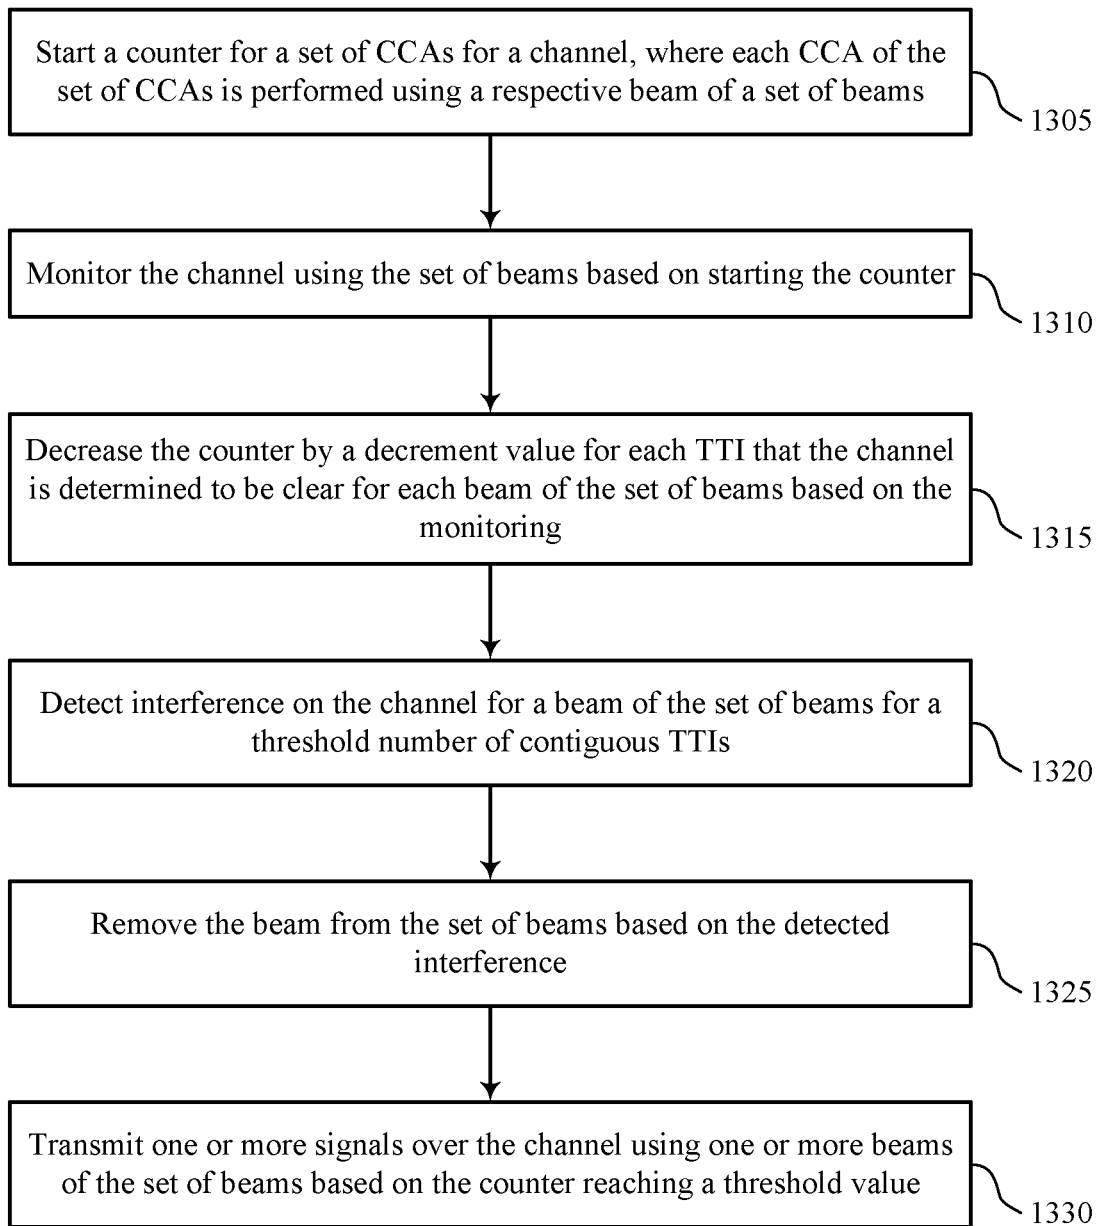 Start a counter for a set of CCAs for a channel, where each CCA of the
set of CCAs is performed using a respective beam of a set of beams
1305
Monitor the channel using the set of beams based on starting the counter
1310
Decrease the counter by a decrement value for each TTI that the channel
is determined to be clear for each beam of the set of beams based on the
monitoring
1315
Detect interference on the channel for a beam of the set of beams for a
threshold number of contiguous TTIs
1320
Remove the beam from the set of beams based on the detected
interference
1325
Transmit one or more signals over the channel using one or more beams
of the set of beams based on the counter reaching a threshold value
1330